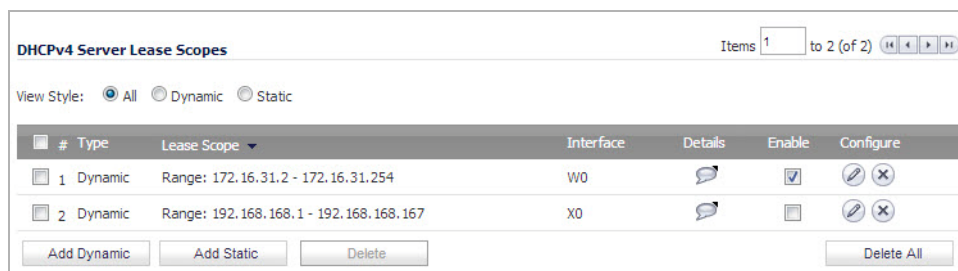 DHCPv4 Server Lease Scopes
Items 1 to 2 (of 2)
View Style: All Dynamic Static
# Type Lease Scope Interface Details Enable Configure
1 Dynamic Range: 172.16.31.2 - 172.16.31.254 W0
2 Dynamic Range: 192.168.168.1 - 192.168.168.167 X0
Add Dynamic Add Static Delete Delete All